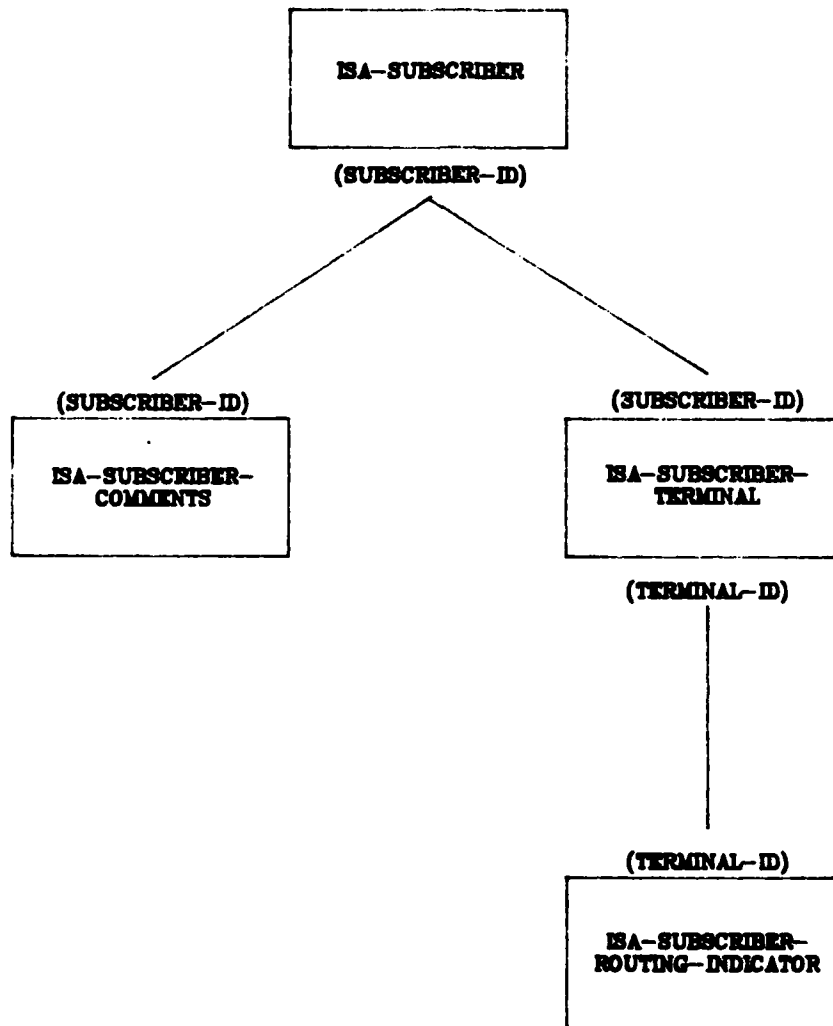 ISA-SUBSCRIBER
(SUBSCRIBER-ID)
(SUBSCRIBER-ID)
(SUBSCRIBER-ID)
ISA-SUBSCRIBER-
COMMENTS
ISA-SUBSCRIBER-
TERMINAL
(TERMINAL-ID)
(TERMINAL-ID)
ISA-SUBSCRIBER-
ROUTING-INDICATOR